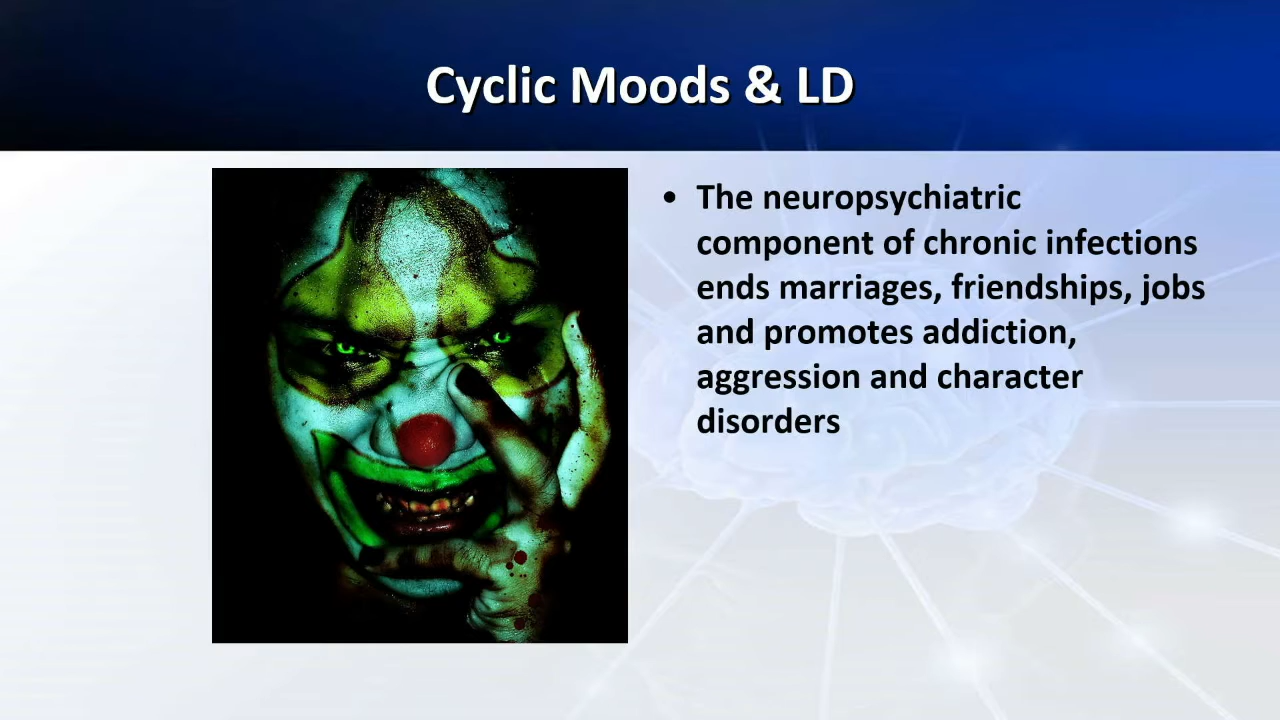 Cyclic Moods & LD
• The neuropsychiatric
component of chronic infections
ends marriages, friendships, jobs
and promotes addiction,
aggression and character
disorders